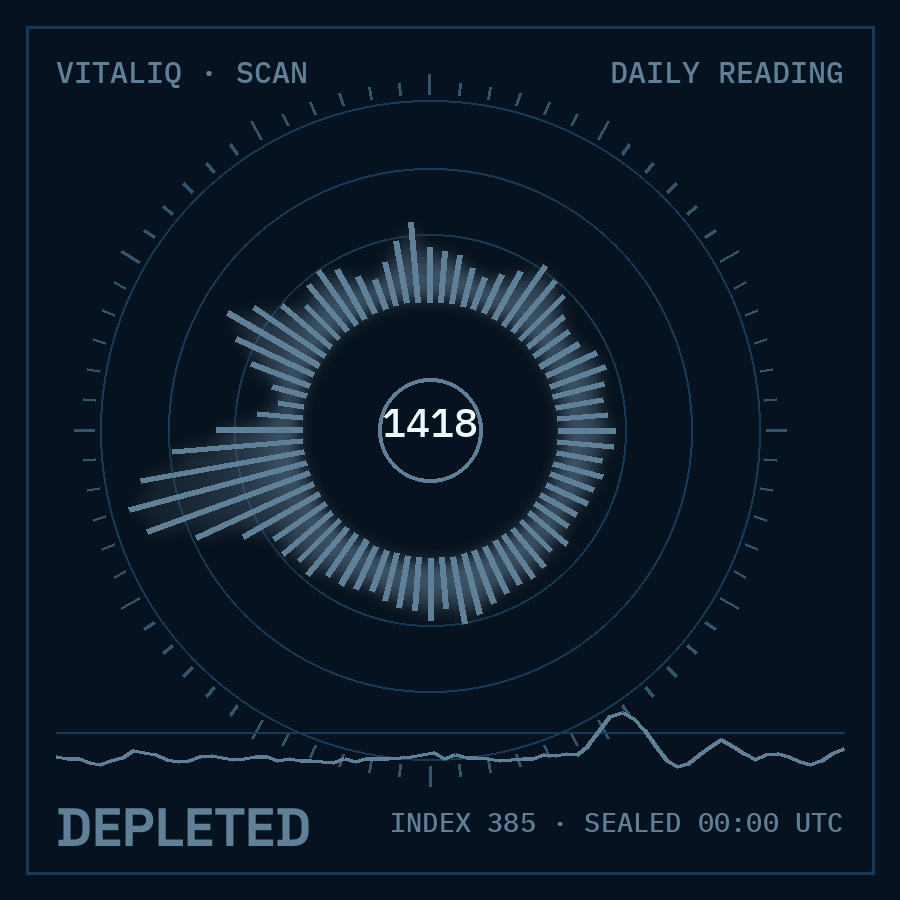 VITALIQ · SCAN
DAILY READING
1418
DEPLETED
INDEX 385 · SEALED 00:00 UTC